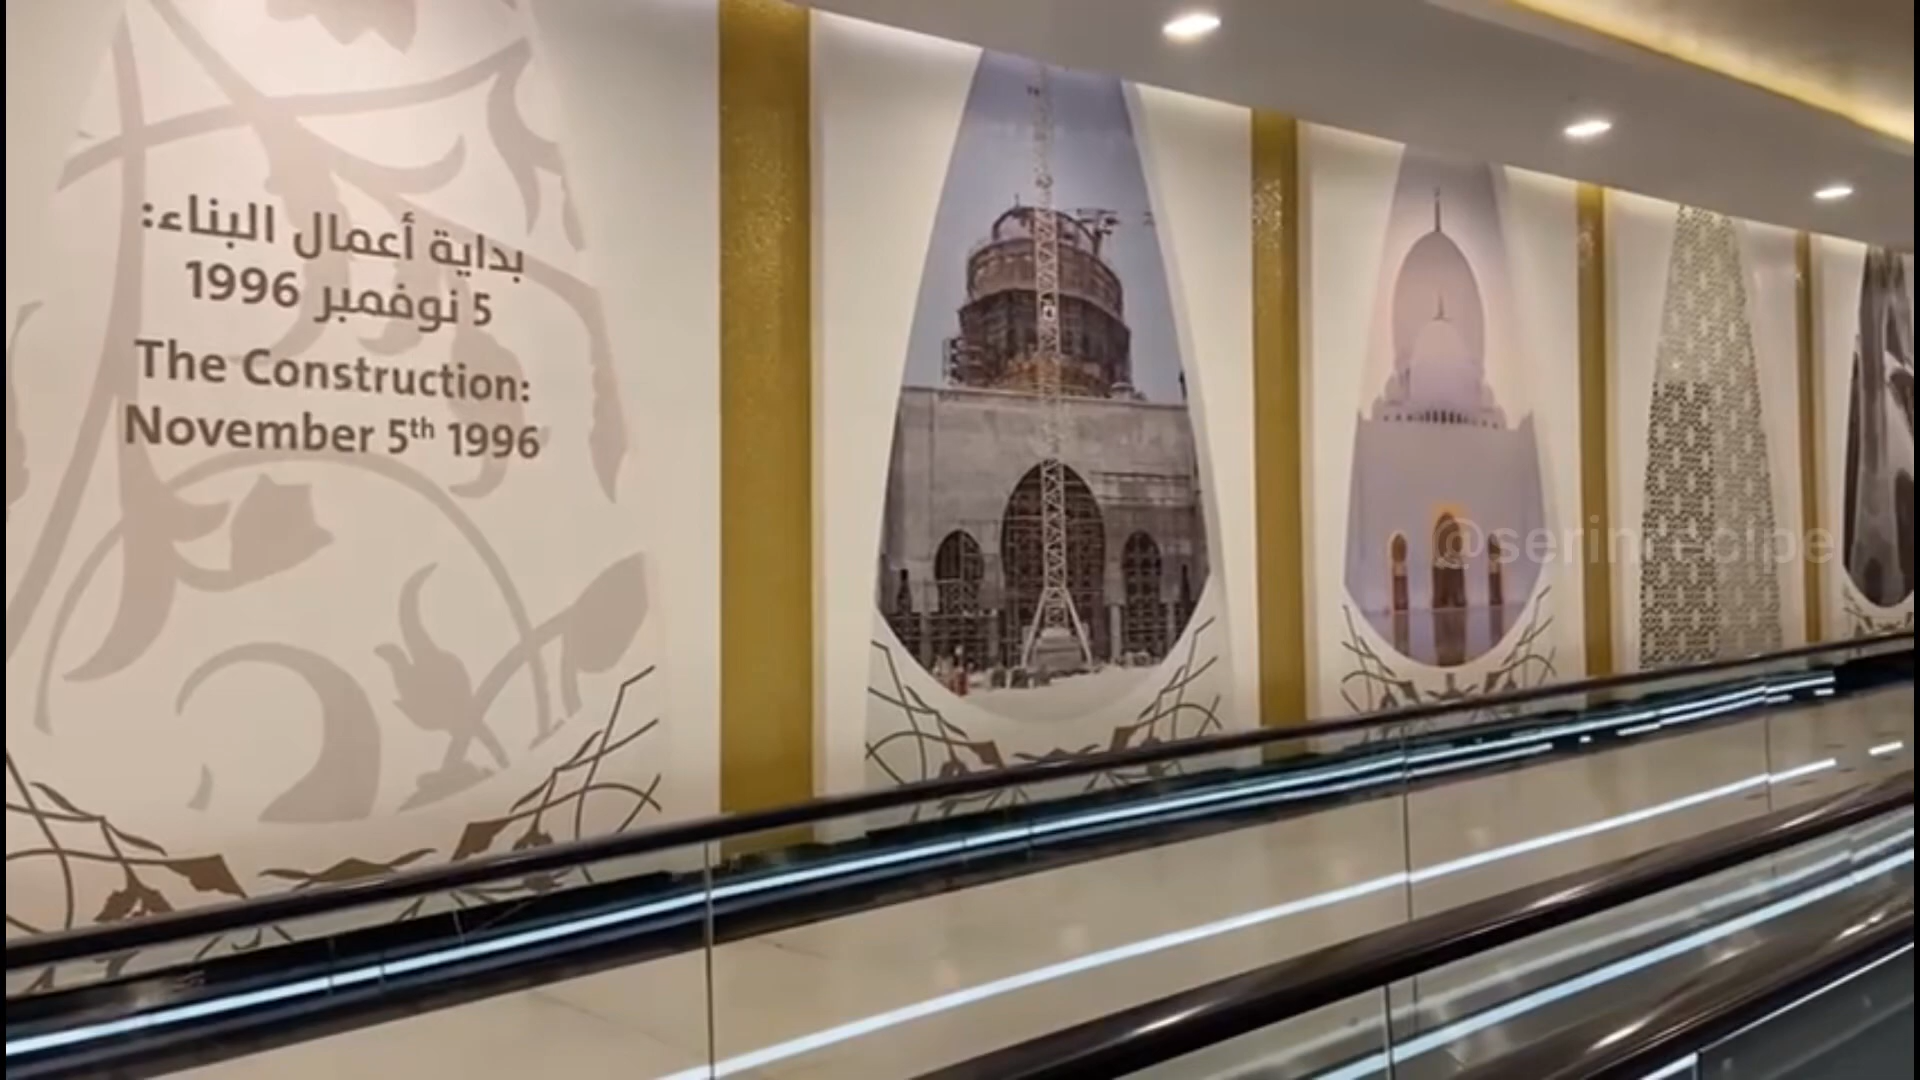 بداية أعمال البناء:
5 نوفمبر 1996
The Construction:
November 5th 1996